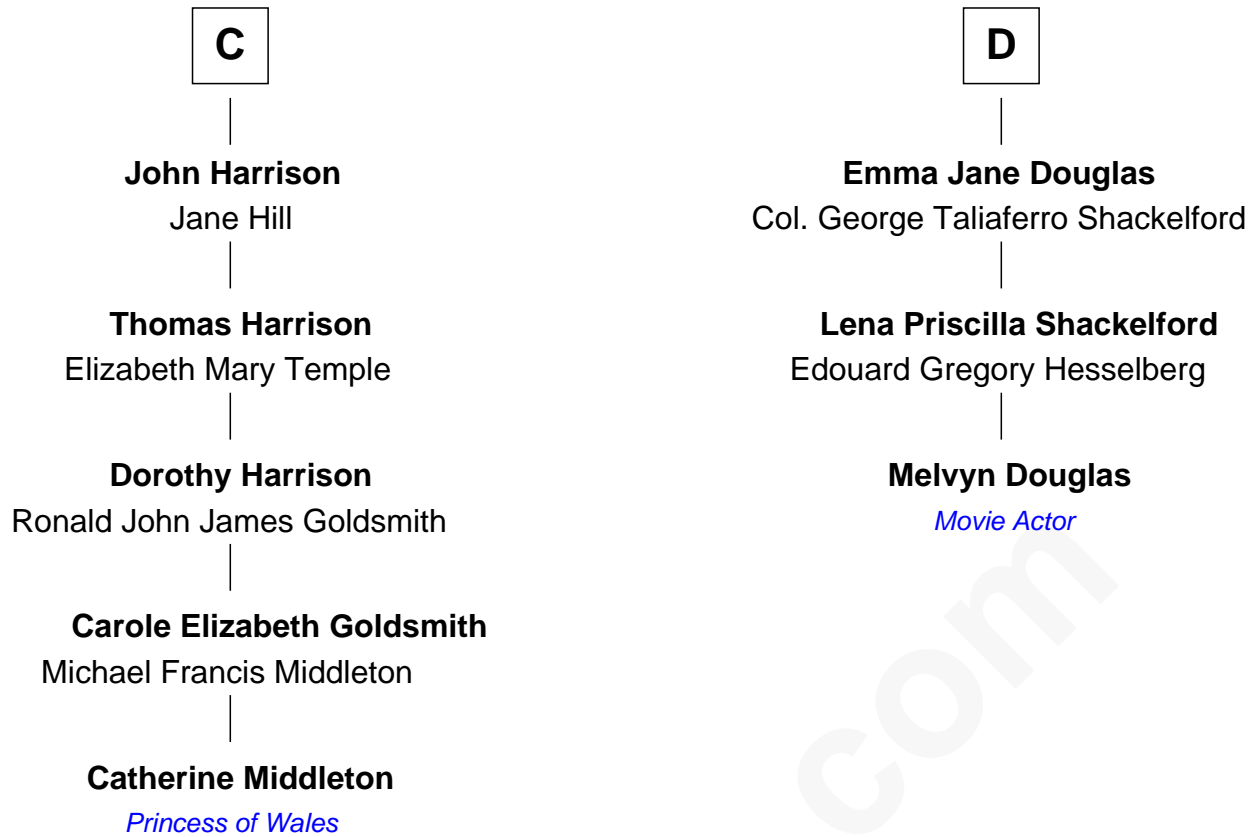 C
John Harrison
Jane Hill
Thomas Harrison
Elizabeth Mary Temple
Dorothy Harrison
Ronald John James Goldsmith
Carole Elizabeth Goldsmith
Michael Francis Middleton
Catherine Middleton
Princess of Wales
D
Emma Jane Douglas
Col. George Taliaferro Shackelford
Lena Priscilla Shackelford
Edouard Gregory Hesselberg
Melvyn Douglas
Movie Actor
com